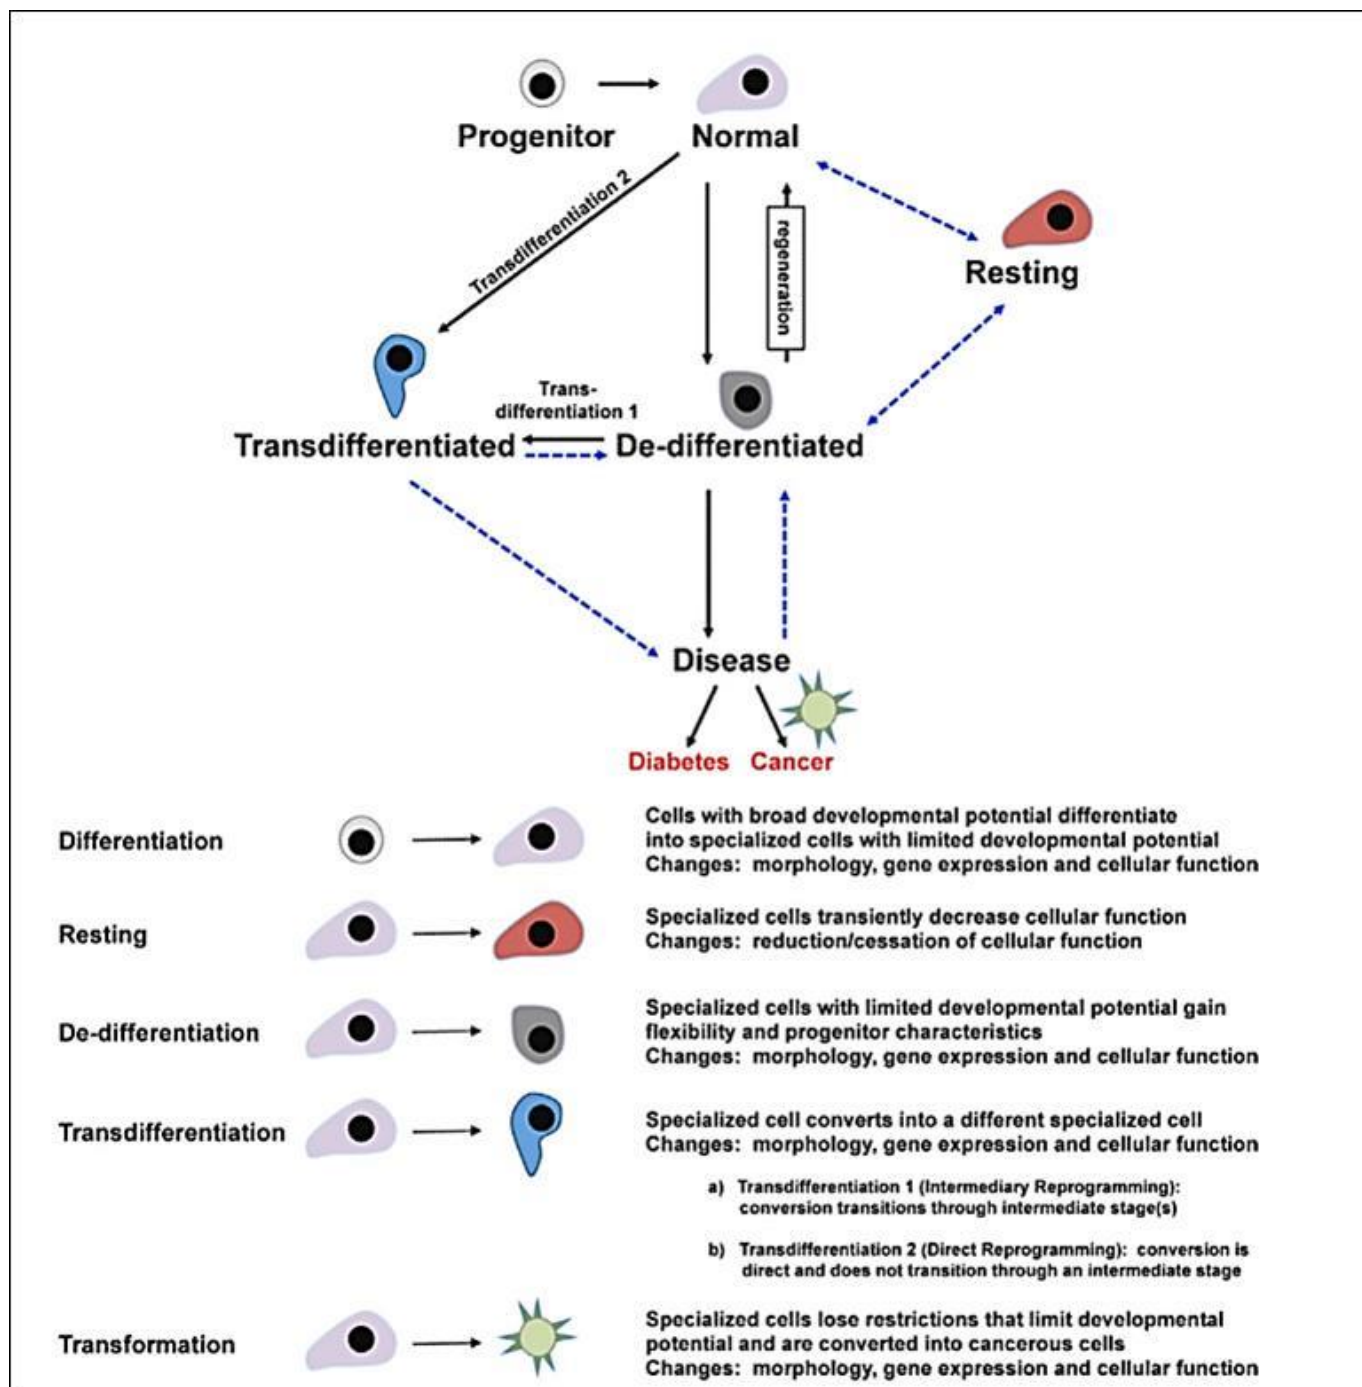 Progenitor
Normal
Transdifferentiation 2
regeneration
Resting
Trans-
differentiation 1
Transdifferentiated
De-differentiated
Disease
Diabetes
Cancer
Differentiation
Cells with broad developmental potential differentiate
into specialized cells with limited developmental potential
Changes: morphology, gene expression and cellular function
Resting
Specialized cells transiently decrease cellular function
Changes: reduction/cessation of cellular function
De-differentiation
Specialized cells with limited developmental potential gain
flexibility and progenitor characteristics
Changes: morphology, gene expression and cellular function
Transdifferentiation
Specialized cell converts into a different specialized cell
Changes: morphology, gene expression and cellular function
a) Transdifferentiation 1 (Intermediary Reprogramming):
conversion transitions through intermediate stage(s)
b) Transdifferentiation 2 (Direct Reprogramming): conversion is
direct and does not transition through an intermediate stage
Transformation
Specialized cells lose restrictions that limit developmental
potential and are converted into cancerous cells
Changes: morphology, gene expression and cellular function